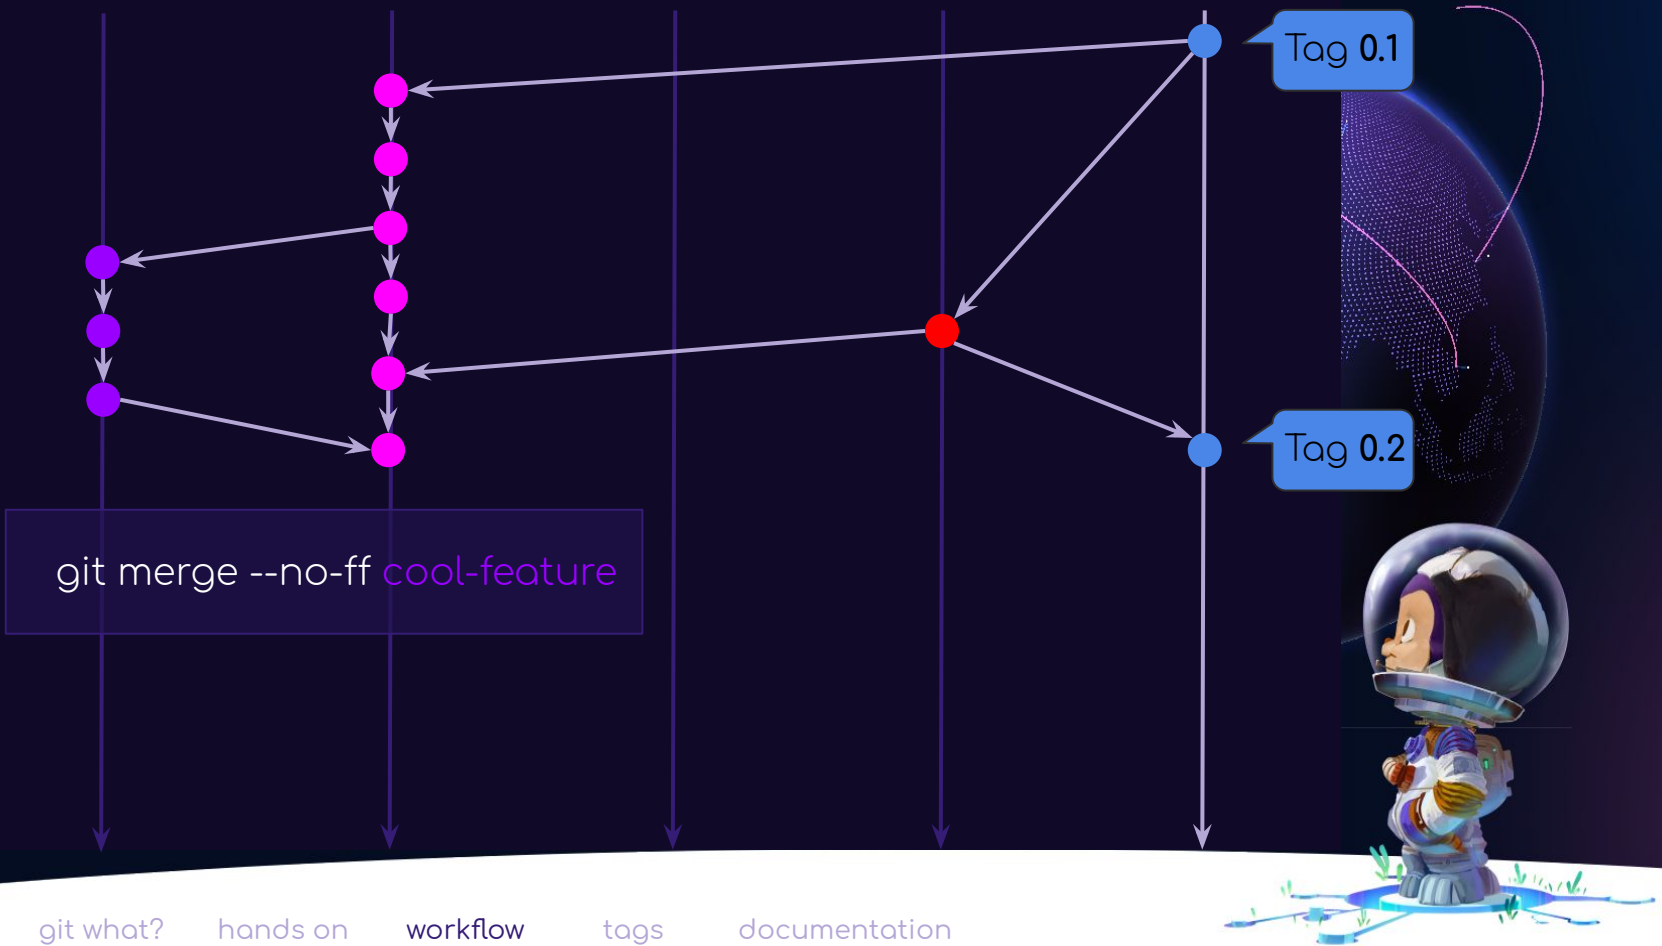 Tag 0.1
Tag 0.2
git merge --no-ff cool-feature
git what? hands on workflow tags documentation